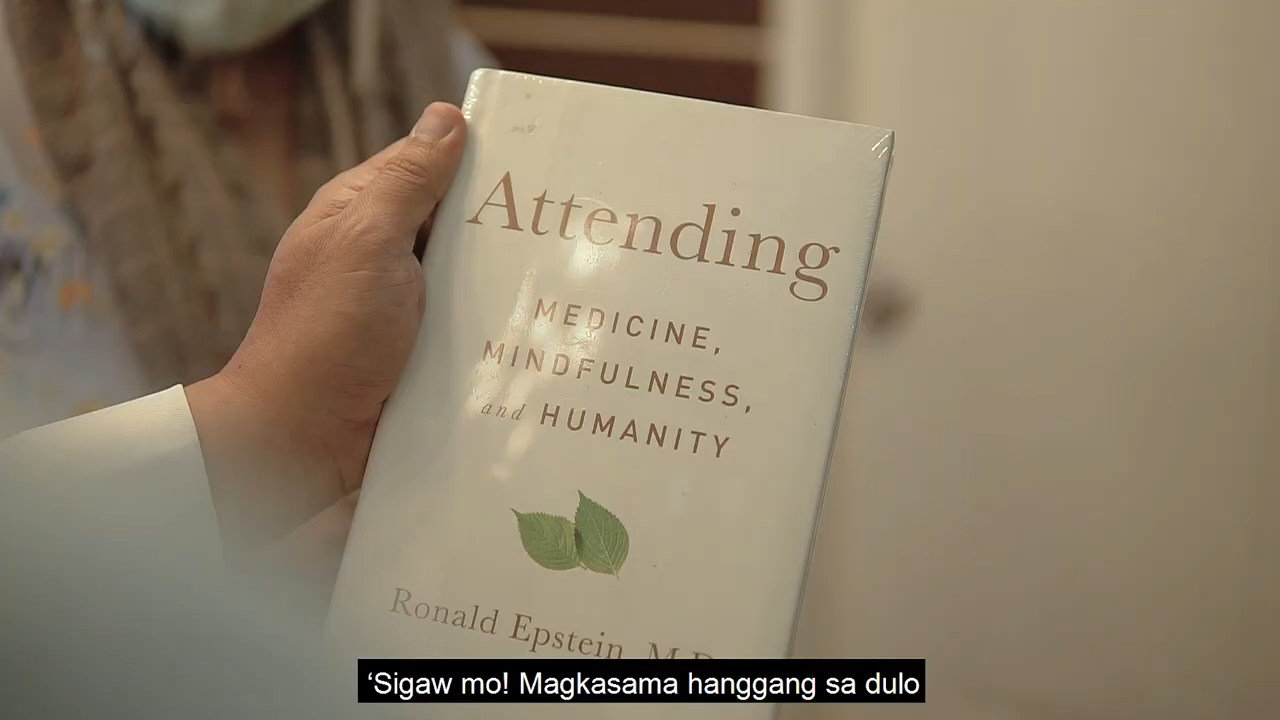 Attending
MEDICINE,
MINDFULNESS,
and HUMANITY
Ronald Epstein, M.D.
‘Sigaw mo! Magkasama hanggang sa dulo